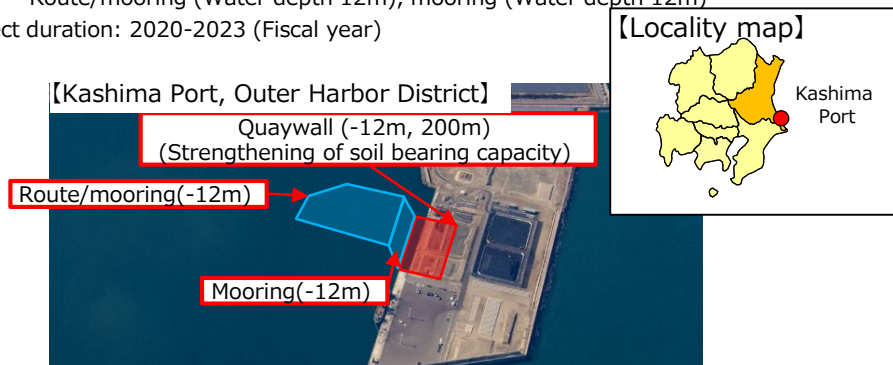 Route/mooring (Water depth 12m), mooring (Water depth 12m)
ect duration: 2020-2023 (Fiscal year)
【Locality map】
Kashima
Port
【Kashima Port, Outer Harbor District】
Quaywall (-12m, 200m)
(Strengthening of soil bearing capacity)
Route/mooring(-12m)
Mooring(-12m)